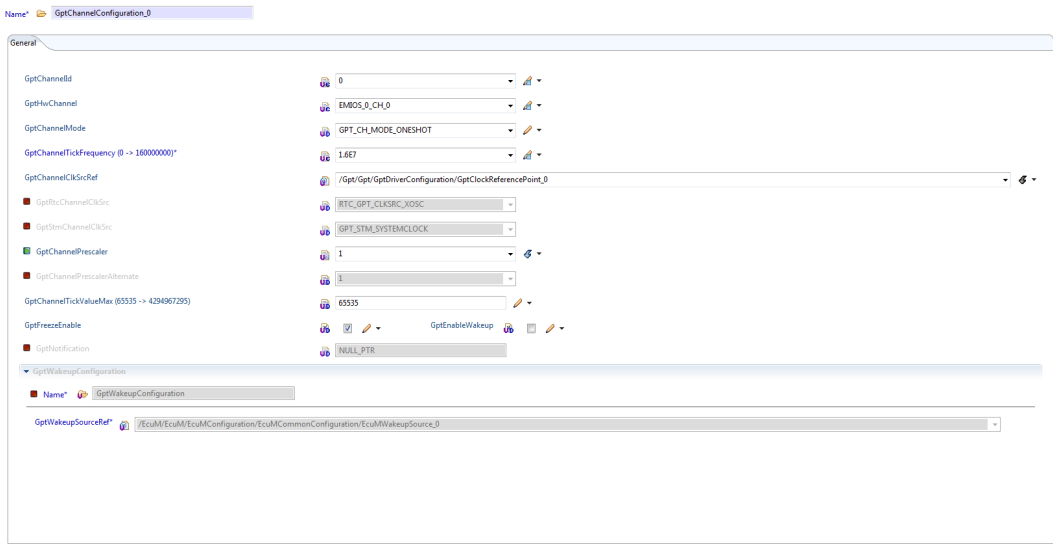 Name* GptChannelConfiguration_0
General
GptChannelId 0
GptHwChannel EMIOS_0_CH_0
GptChannelMode GPT_CH_MODE_ONESHOT
GptChannelTickFrequency (0 -> 160000000)* 1.6E7
GptChannelClkSrcRef /Gpt/Gpt/GptDriverConfiguration/GptClockReferencePoint_0
GptRtcChannelClkSrc RTC_GPT_CLKSRC_XOSC
GptStmChannelClkSrc GPT_STM_SYSTEMCLOCK
GptChannelPrescaler 1
GptChannelPrescalerAlternate 1
GptChannelTickValueMax (65535 -> 4294967295) 65535
GptFreezeEnable GptEnableWakeup
GptNotification NULL_PTR
GptWakeupConfiguration
Name* GptWakeupConfiguration
GptWakeupSourceRef* /EcuM/EcuM/EcuMConfiguration/EcuMCommonConfiguration/EcuMWakeupSource_0